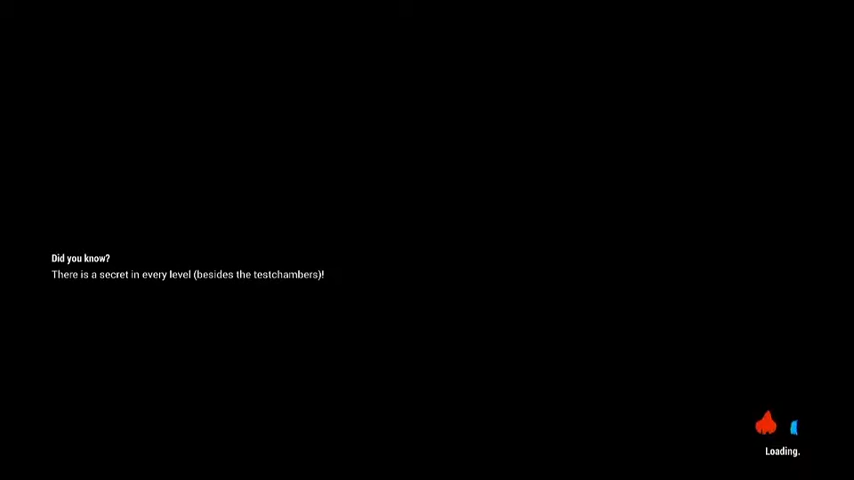 Did you know?
There is a secret in every level (besides the testchambers)!
Loading.